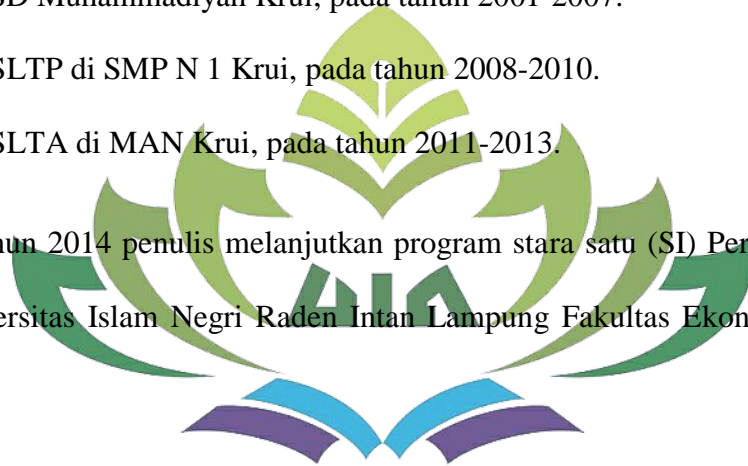 SD Muhammadiyah Krui, pada tahun 2001-2007.
SLTP di SMP N 1 Krui, pada tahun 2008-2010.
SLTA di MAN Krui, pada tahun 2011-2013.
hun 2014 penulis melanjutkan program stara satu (SI) Per
ersitas Islam Negri Raden Intan Lampung Fakultas Ekon
UIN